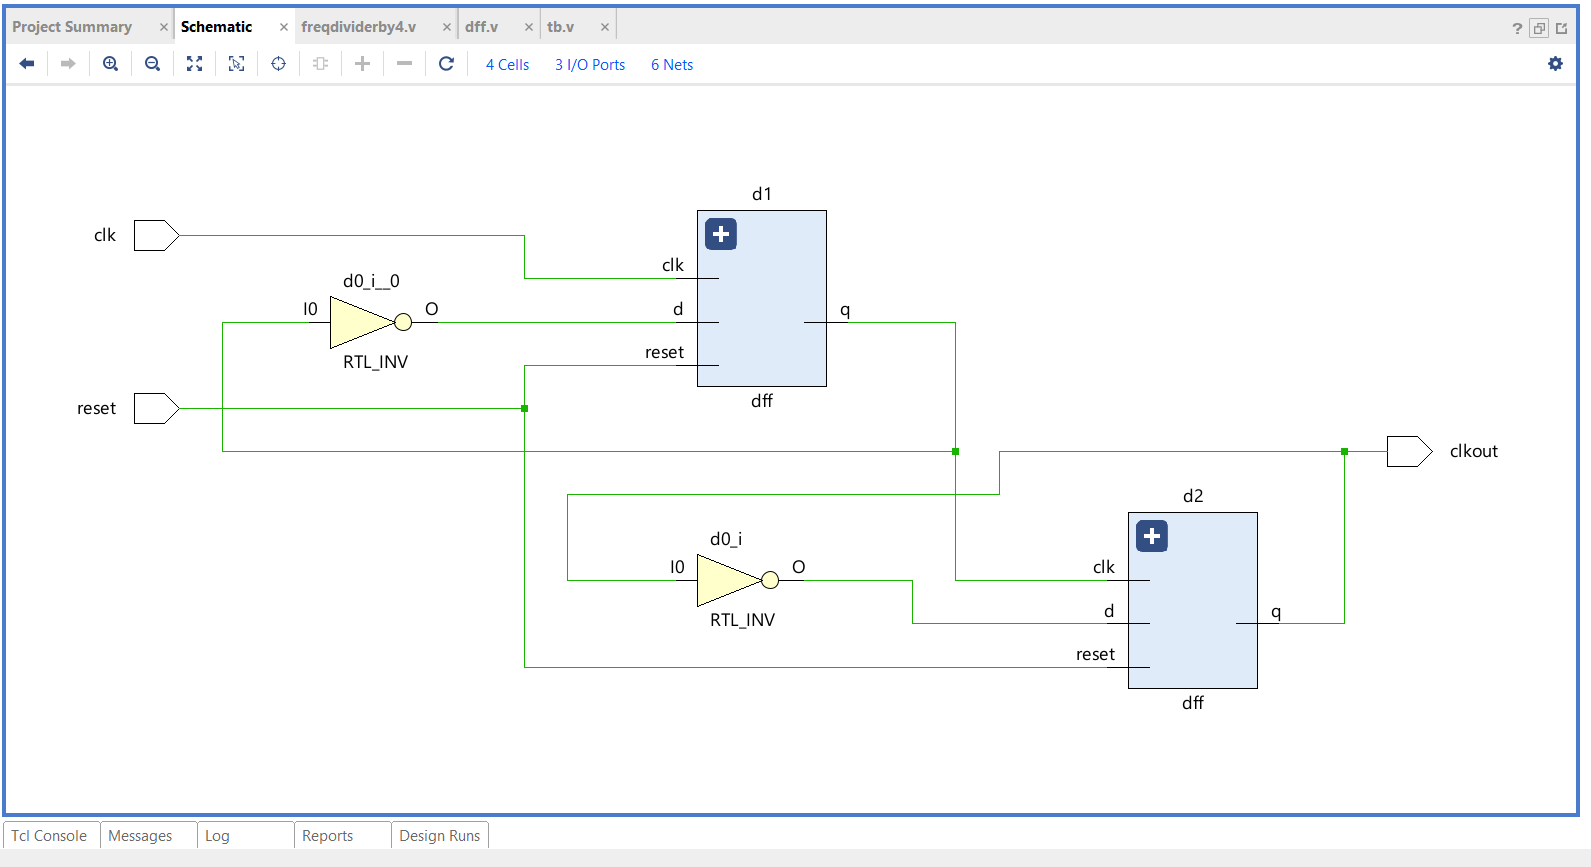 Project Summary × Schematic × freqdividerby4.v × dff.v × tb.v × ?
4 Cells 3 I/O Ports 6 Nets
d1
clk
clk
d0_i__0
I0 O d q
reset
RTL_INV
dff
reset
clkout
d2
d0_i
I0 O clk
d q
RTL_INV
reset
dff
Tcl Console Messages Log Reports Design Runs